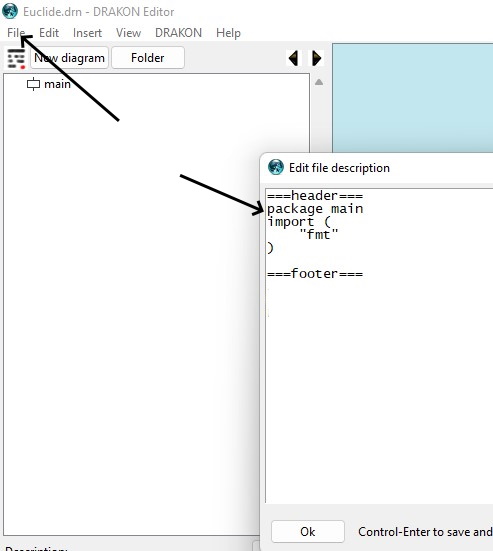 Euclide.drn - DRAKON Editor
File Edit Insert View DRAKON Help
New diagram Folder
main
Edit file description
===header===
package main
import (
    "fmt"
)
===footer===
Ok Control-Enter to save and
Description: